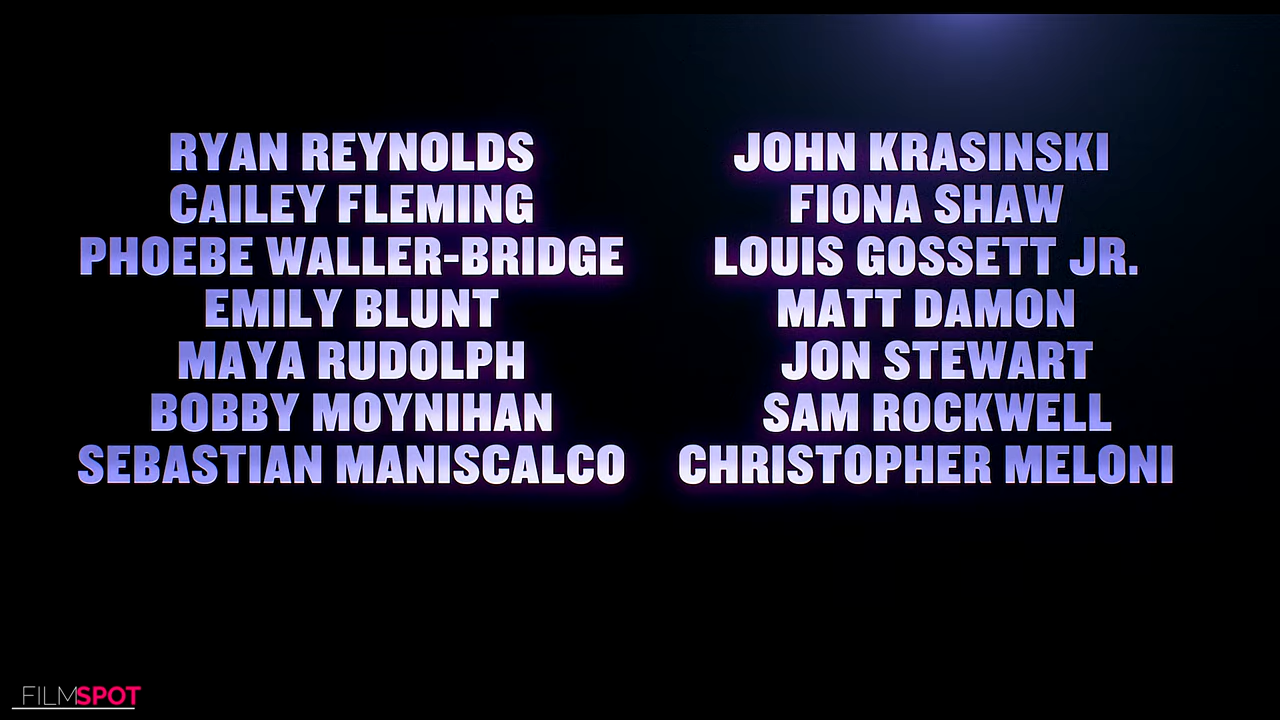 RYAN REYNOLDS
CAILEY FLEMING
PHOEBE WALLER-BRIDGE
EMILY BLUNT
MAYA RUDOLPH
BOBBY MOYNIHAN
SEBASTIAN MANISCALCO
JOHN KRASINSKI
FIONA SHAW
LOUIS GOSSETT JR.
MATT DAMON
JON STEWART
SAM ROCKWELL
CHRISTOPHER MELONI
FILMSPOT